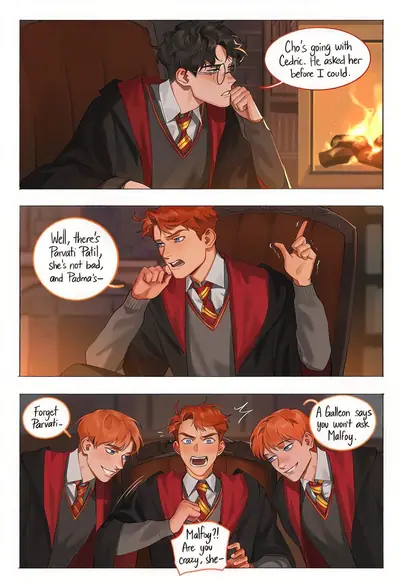 Cho's going with
Cedric. He asked her
before I could.
Well, there's
Parvati Patil,
she's not bad,
and Padma's-
Forget
Parvati-
A Galleon says
you won't ask
Malfoy.
Malfoy?!
Are you
crazy, she-